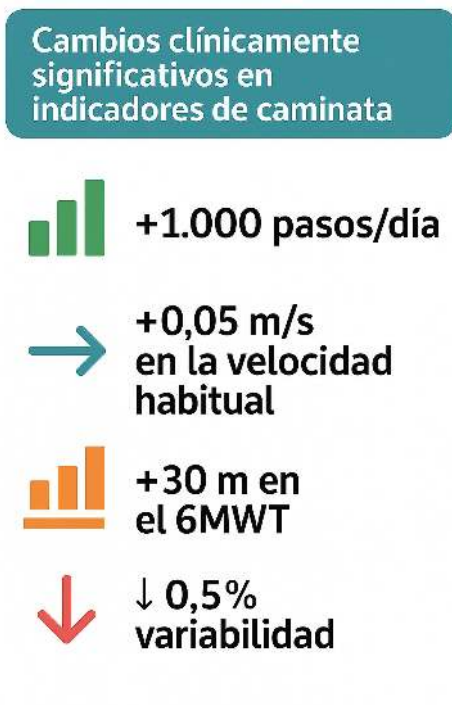 Cambios clínicamente
significativos en
indicadores de caminata
+1.000 pasos/día
+0,05 m/s
en la velocidad
habitual
+30 m en
el 6MWT
↓ 0,5%
variabilidad